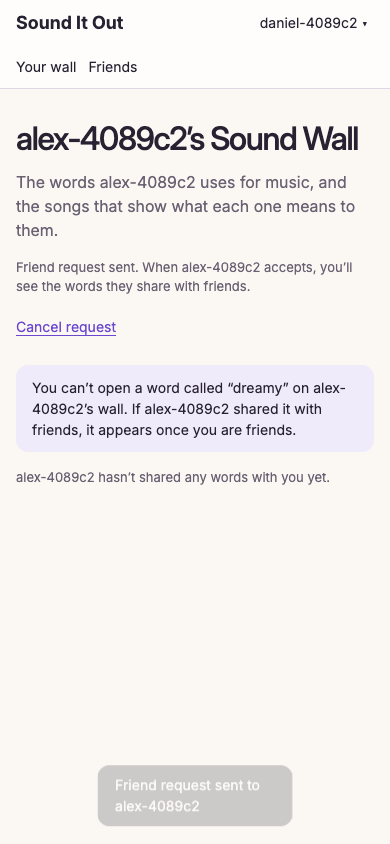 Sound It Out
daniel-4089c2 ▾
Your wall Friends
alex-4089c2’s Sound Wall
The words alex-4089c2 uses for music, and
the songs that show what each one means to
them.
Friend request sent. When alex-4089c2 accepts, you’ll
see the words they share with friends.
Cancel request
You can’t open a word called “dreamy” on alex-
4089c2’s wall. If alex-4089c2 shared it with
friends, it appears once you are friends.
alex-4089c2 hasn’t shared any words with you yet.
Friend request sent to
alex-4089c2